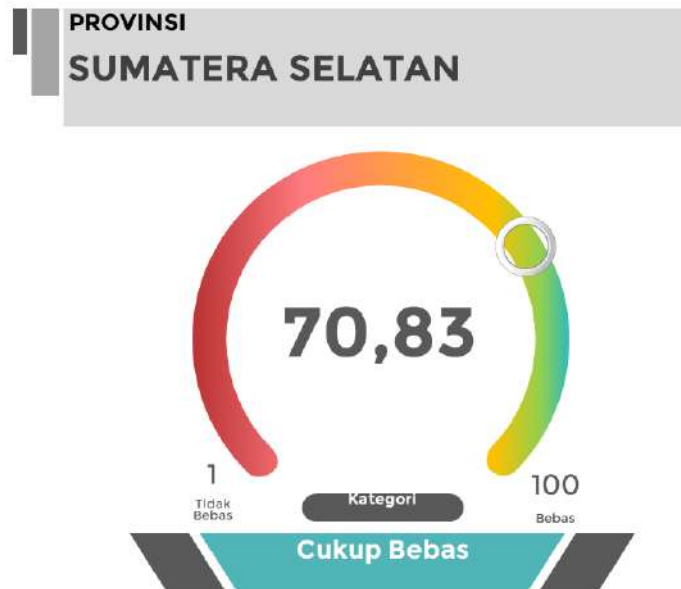 PROVINSI
SUMATERA SELATAN
70,83
1
Tidak
Bebas
100
Bebas
Kategori
Cukup Bebas